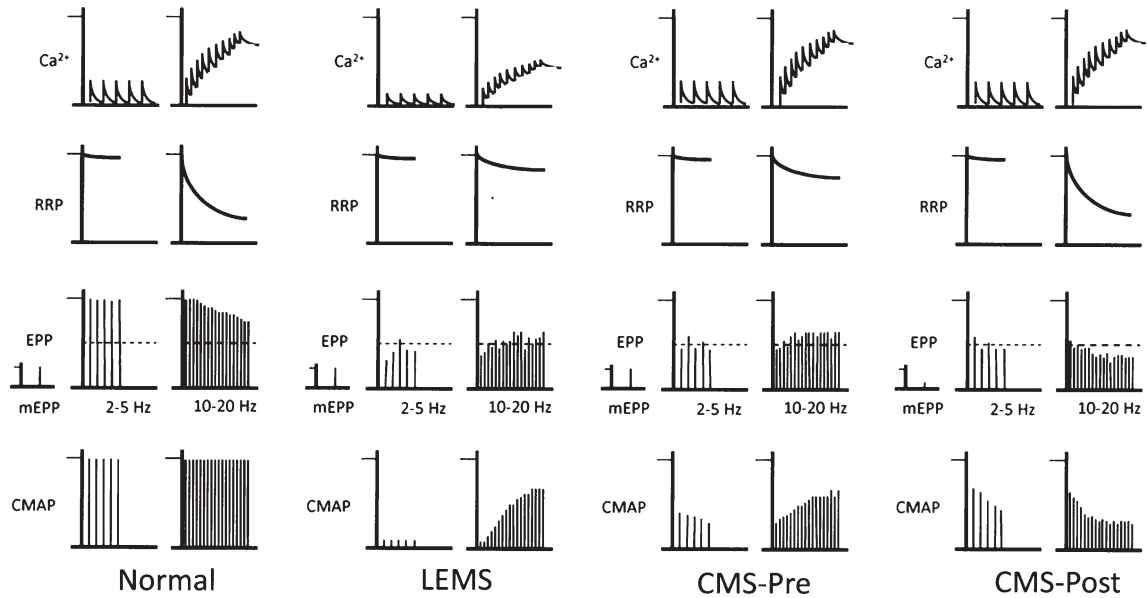 Ca²⁺ Ca²⁺ Ca²⁺ Ca²⁺
RRP RRP RRP RRP
EPP EPP EPP EPP
mEPP 2-5 Hz 10-20 Hz mEPP 2-5 Hz 10-20 Hz mEPP 2-5 Hz 10-20 Hz mEPP 2-5 Hz 10-20 Hz
CMAP CMAP CMAP CMAP
Normal LEMS CMS-Pre CMS-Post